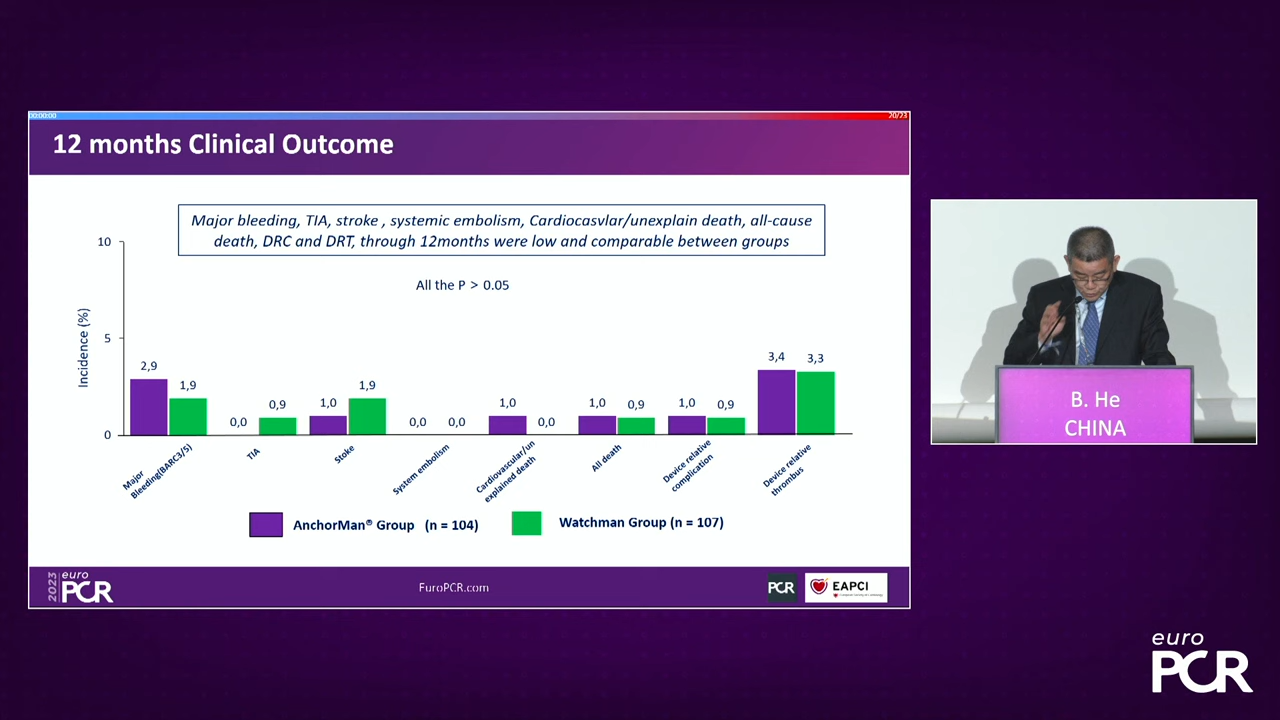 00:00:00
20/23
12 months Clinical Outcome
Major bleeding, TIA, stroke , systemic embolism, Cardiocasvlar/unexplain death, all-cause
death, DRC and DRT, through 12months were low and comparable between groups
All the P > 0.05
Incidence (%)
10
5
0
2,9
1,9
0,0
0,9
1,0
1,9
0,0
0,0
1,0
0,0
1,0
0,9
1,0
0,9
3,4
3,3
Major
Bleeding(BARC3/5)
TIA
Stoke
System embolism
Cardiovascular/un
explained death
All death
Device relative
complication
Device relative
thrombus
AnchorMan® Group (n = 104)
Watchman Group (n = 107)
2023
euro
PCR
EuroPCR.com
PCR
EAPCI
B. He
CHINA
euro
PCR